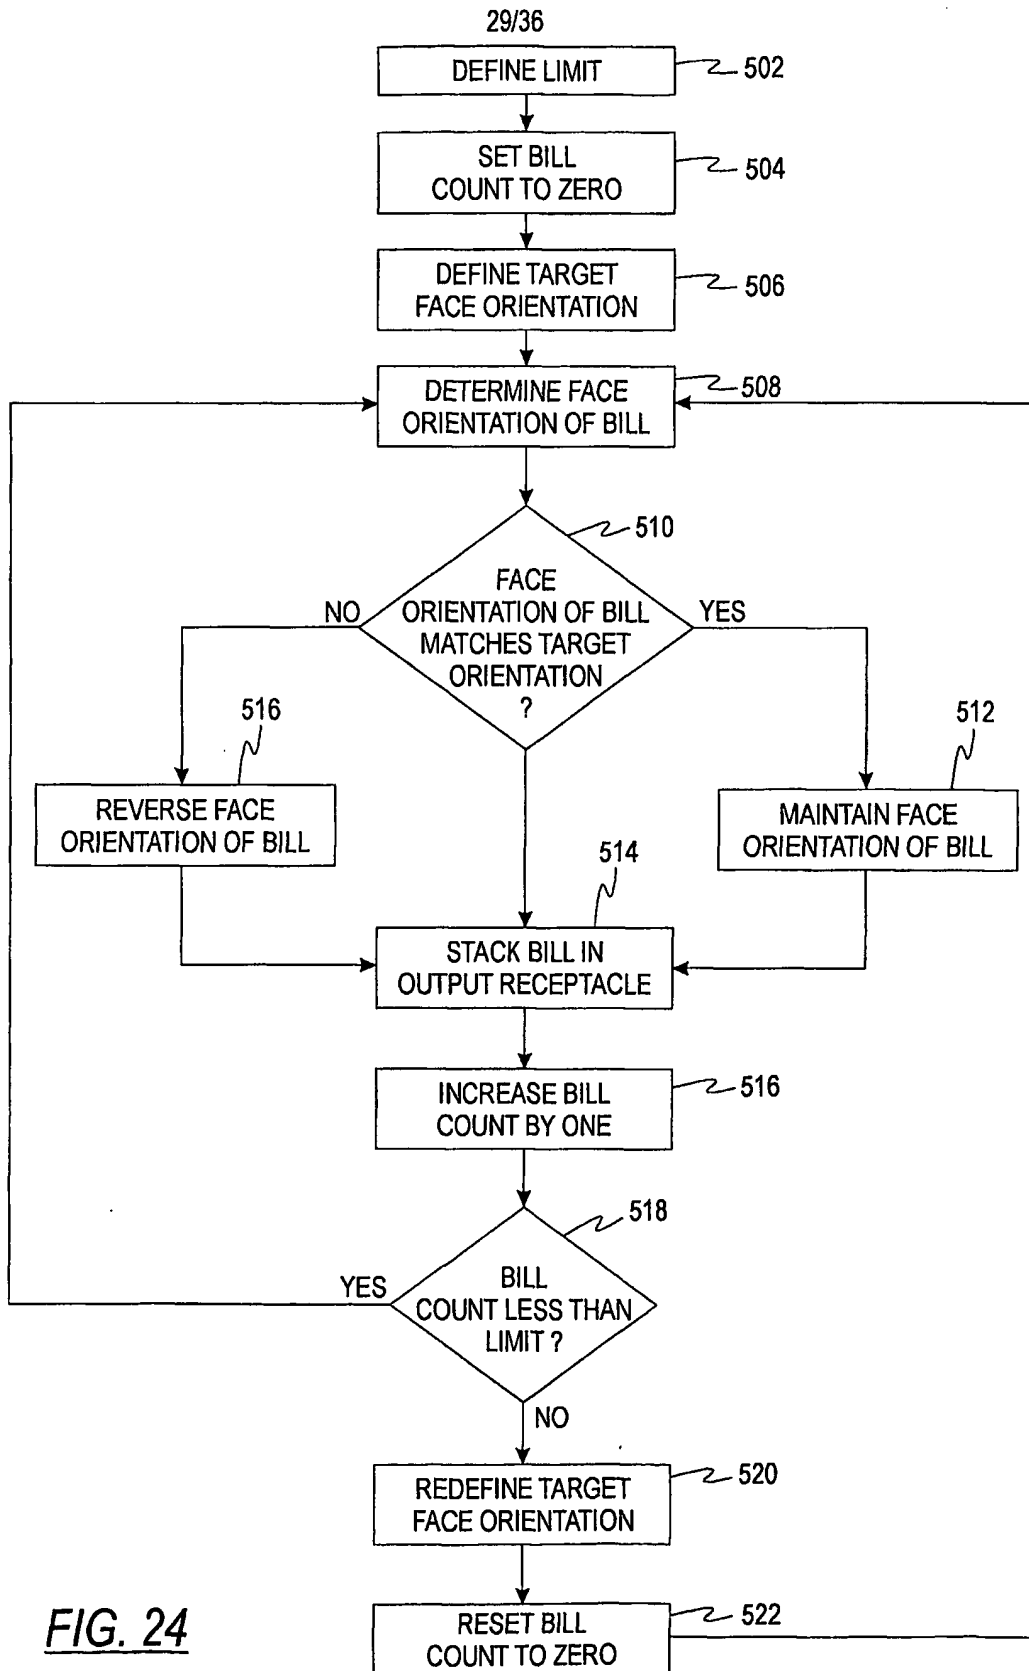 29/36
DEFINE LIMIT
502
SET BILL
COUNT TO ZERO
504
DEFINE TARGET
FACE ORIENTATION
506
DETERMINE FACE
ORIENTATION OF BILL
508
510
FACE
ORIENTATION OF BILL
MATCHES TARGET
ORIENTATION
?
NO
YES
516
REVERSE FACE
ORIENTATION OF BILL
512
MAINTAIN FACE
ORIENTATION OF BILL
514
STACK BILL IN
OUTPUT RECEPTACLE
INCREASE BILL
COUNT BY ONE
516
518
BILL
COUNT LESS THAN
LIMIT ?
YES
NO
REDEFINE TARGET
FACE ORIENTATION
520
RESET BILL
COUNT TO ZERO
522
FIG. 24